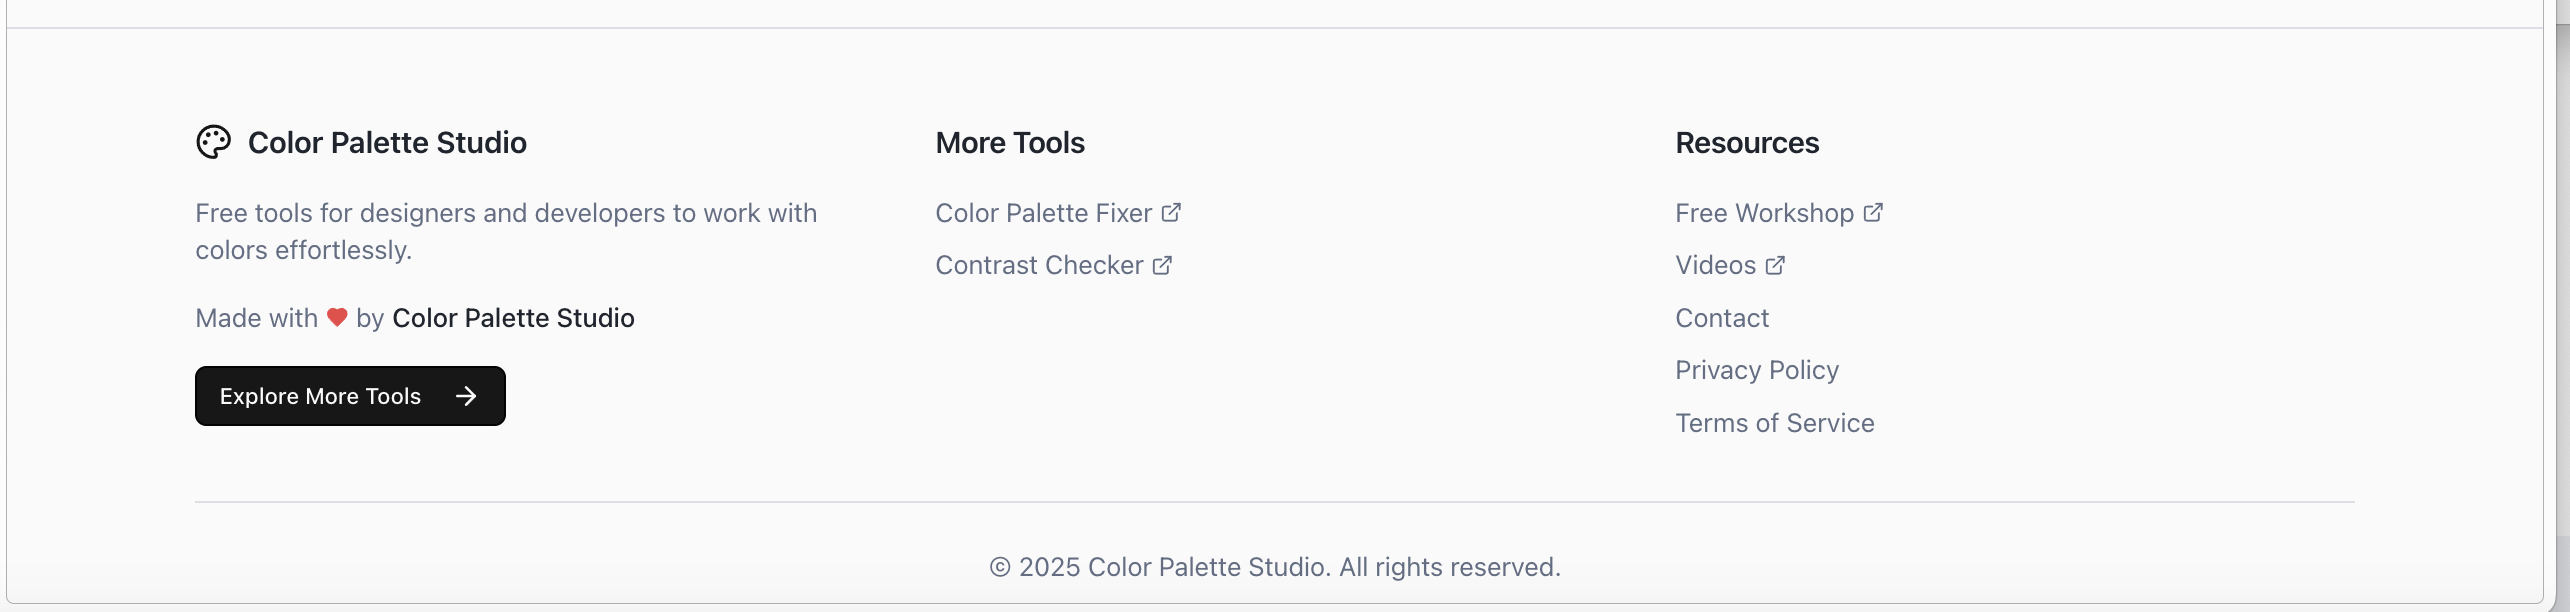 Color Palette Studio
Free tools for designers and developers to work with
colors effortlessly.
Made with ❤ by Color Palette Studio
Explore More Tools →
More Tools
Color Palette Fixer
Contrast Checker
Resources
Free Workshop
Videos
Contact
Privacy Policy
Terms of Service
© 2025 Color Palette Studio. All rights reserved.